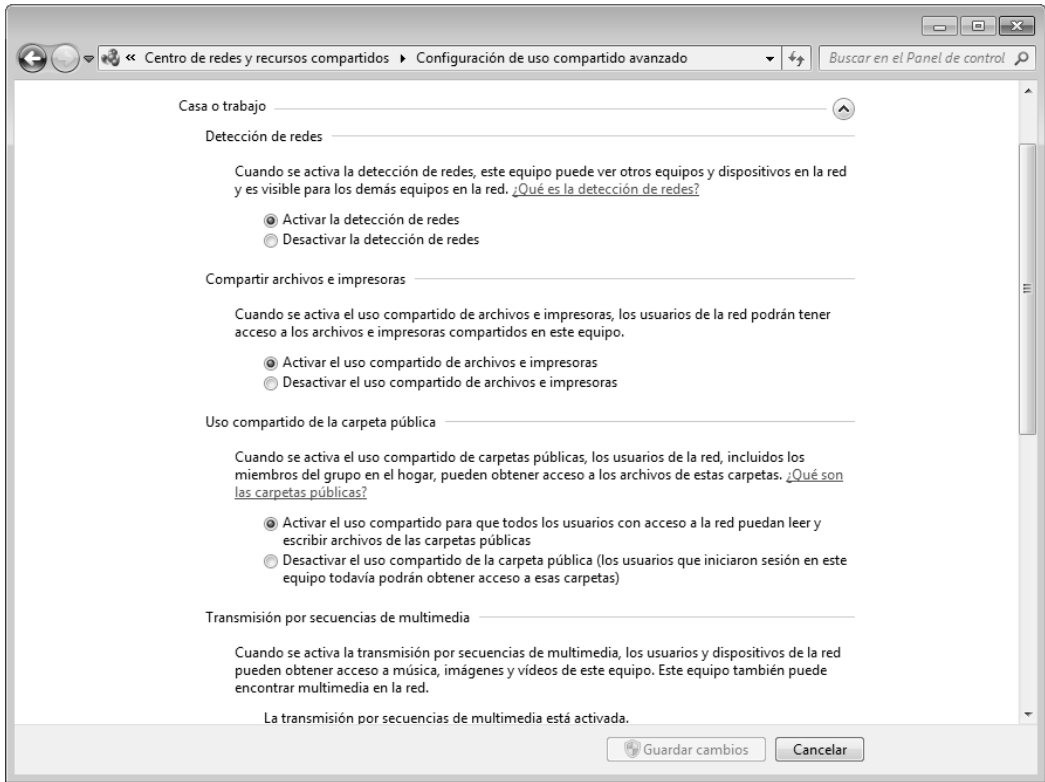 « Centro de redes y recursos compartidos Configuración de uso compartido avanzado
Buscar en el Panel de control
Casa o trabajo
Detección de redes
Cuando se activa la detección de redes, este equipo puede ver otros equipos y dispositivos en la red
y es visible para los demás equipos en la red. ¿Qué es la detección de redes?
Activar la detección de redes
Desactivar la detección de redes
Compartir archivos e impresoras
Cuando se activa el uso compartido de archivos e impresoras, los usuarios de la red podrán tener
acceso a los archivos e impresoras compartidos en este equipo.
Activar el uso compartido de archivos e impresoras
Desactivar el uso compartido de archivos e impresoras
Uso compartido de la carpeta pública
Cuando se activa el uso compartido de carpetas públicas, los usuarios de la red, incluidos los
miembros del grupo en el hogar, pueden obtener acceso a los archivos de estas carpetas. ¿Qué son
las carpetas públicas?
Activar el uso compartido para que todos los usuarios con acceso a la red puedan leer y
escribir archivos de las carpetas públicas
Desactivar el uso compartido de la carpeta pública (los usuarios que iniciaron sesión en este
equipo todavía podrán obtener acceso a esas carpetas)
Transmisión por secuencias de multimedia
Cuando se activa la transmisión por secuencias de multimedia, los usuarios y dispositivos de la red
pueden obtener acceso a música, imágenes y vídeos de este equipo. Este equipo también puede
encontrar multimedia en la red.
La transmisión por secuencias de multimedia está activada.
Guardar cambios
Cancelar